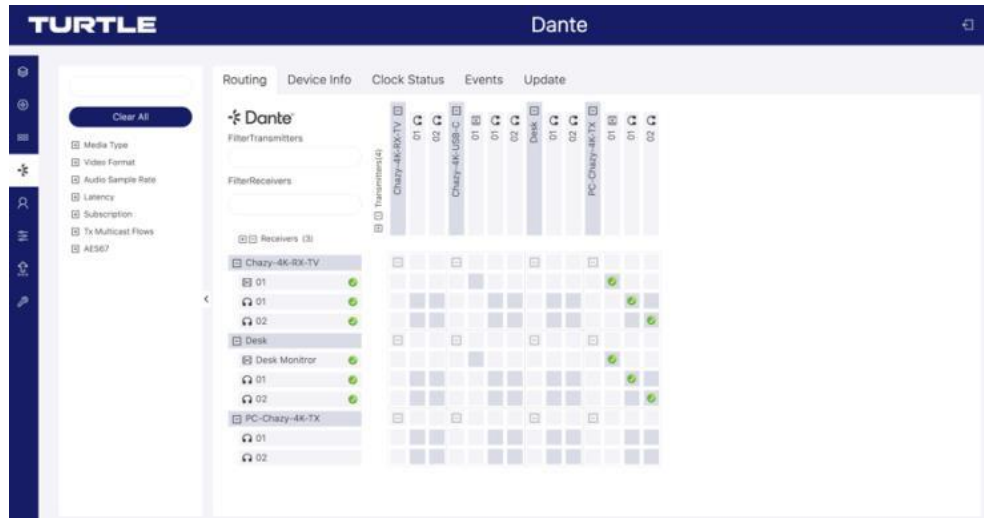 TURTLE
Dante
Clear All
Media Type
Video Format
Audio Sample Rate
Latency
Subscription
Tx Multicast Flows
AES67
Routing Device Info Clock Status Events Update
Dante
FilterTransmitters
FilterReceivers
Receivers (3)
Transmitters(4)
Chazy-4K-RX-TV
01
02
Chazy-4K-USB-C
01
01
02
Desk
01
02
PC-Chazy-4K-TX
01
01
02
Chazy-4K-RX-TV
01
01
02
Desk
Desk Monitror
01
02
PC-Chazy-4K-TX
01
02